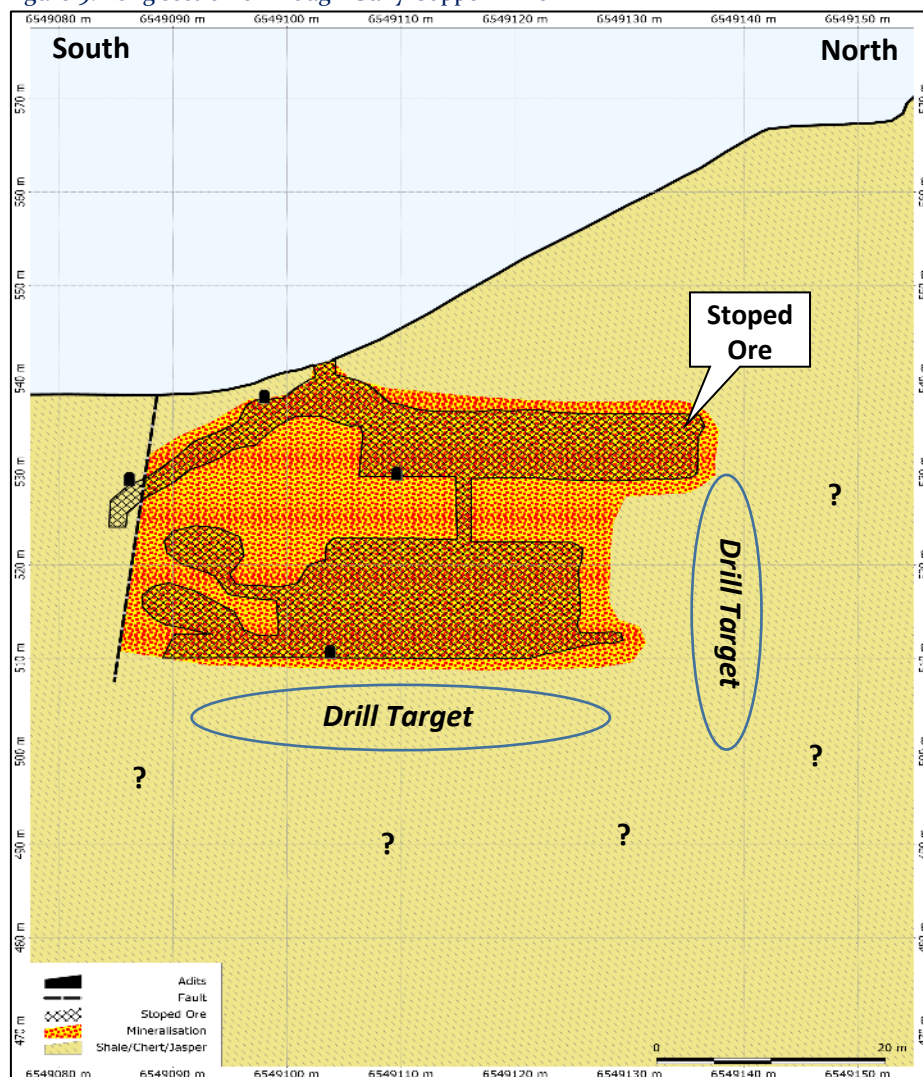 6549080 m 6549090 m 6549100 m 6549110 m 6549120 m 6549130 m 6549140 m 6549150 m
South North
570 m
560 m 560 m
550 m
Stoped
Ore
540 m
530 m
?
520 m
Drill Target
510 m
Drill Target
500 m
?
?
? ?
480 m 480 m
Adits
Fault
Stoped Ore
Mineralisation
Shale/Chert/Jasper
0 20 m
6549080 m 6549090 m 6549100 m 6549110 m 6549120 m 6549130 m 6549140 m 6549150 m